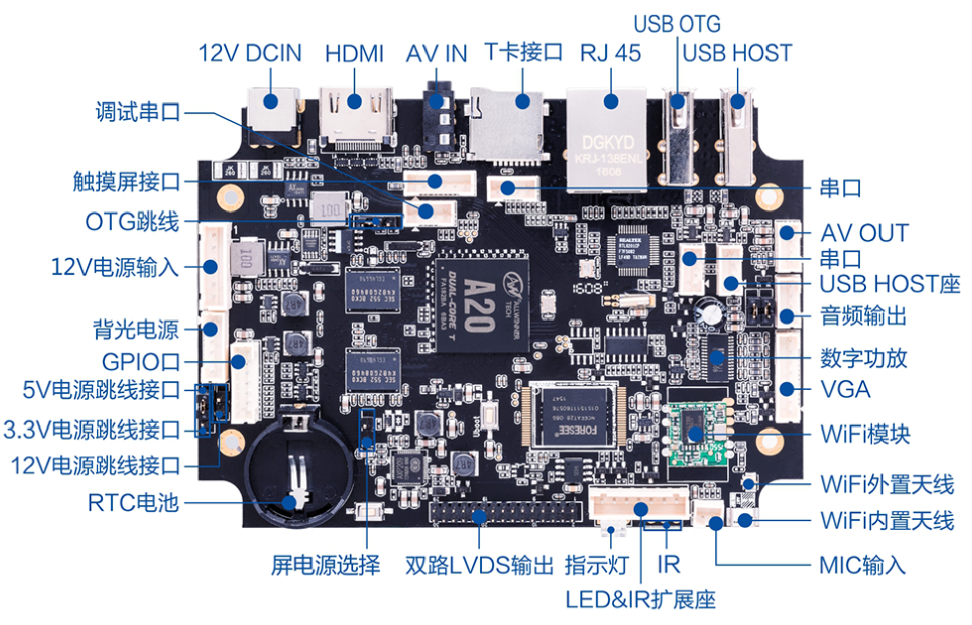 USB OTG
12V DCIN
HDMI
AV IN
T卡接口
RJ 45
USB HOST
调试串口
触摸屏接口
OTG跳线
12V电源输入
背光电源
GPIO口
5V电源跳线接口
3.3V电源跳线接口
12V电源跳线接口
RTC电池
DGKYD
KRJ-138ENL
1608
串口
AV OUT
串口
USB HOST座
音频输出
数字功放
VGA
WiFi模块
WiFi外置天线
WiFi内置天线
MIC输入
ALLWINNER
TECH
A20
DUAL-CORE T
REALTEK
1608
FORESEE
boot
屏电源选择
双路LVDS输出
指示灯
IR
LED&IR扩展座